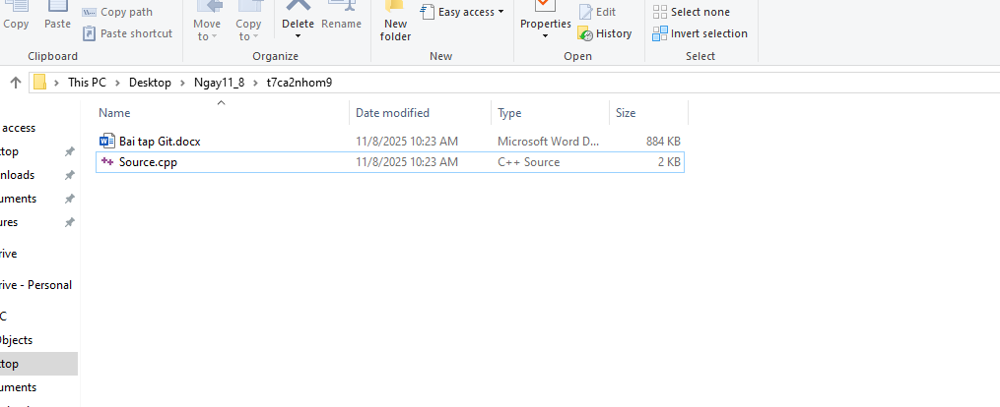 Copy
Paste
Copy path
Paste shortcut
Move to
Copy to
Delete
Rename
New folder
Easy access
Properties
Edit
History
Select none
Invert selection
Clipboard
Organize
New
Open
Select
This PC > Desktop > Ngay11_8 > t7ca2nhom9
Name Date modified Type Size
Bai tap Git.docx 11/8/2025 10:23 AM Microsoft Word D... 884 KB
Source.cpp 11/8/2025 10:23 AM C++ Source 2 KB
access
ktop
nloads
uments
ures
rive
rive - Personal
C
Objects
ktop
uments